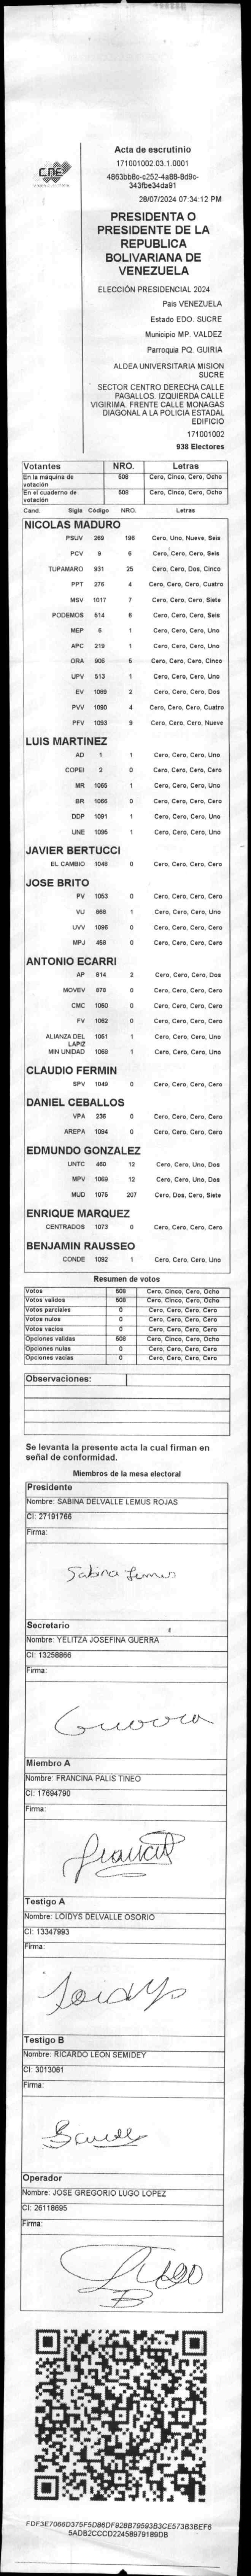 CNE
Acta de escrutinio
171001002.03.1.0001
4863bb8c-c252-4a88-8d9c-
343fbe34da91
28/07/2024 07:34:12 PM
PRESIDENTA O
PRESIDENTE DE LA
REPUBLICA
BOLIVARIANA DE
VENEZUELA
ELECCIÓN PRESIDENCIAL 2024
Pais VENEZUELA
Estado EDO. SUCRE
Municipio MP. VALDEZ
Parroquia PQ. GUIRIA
ALDEA UNIVERSITARIA MISION
SUCRE
SECTOR CENTRO DERECHA CALLE
PAGALLOS. IZQUIERDA CALLE
VIGIRIMA. FRENTE CALLE MONAGAS
DIAGONAL A LA POLICIA ESTADAL
EDIFICIO
171001002
938 Electores
Votantes NRO. Letras
En la máquina de votación 508 Cero, Cinco, Cero, Ocho
En el cuaderno de votación 508 Cero, Cinco, Cero, Ocho
Cand. Sigla Código NRO. Letras
NICOLAS MADURO
PSUV 269 196 Cero, Uno, Nueve, Seis
PCV 9 6 Cero, Cero, Cero, Seis
TUPAMARO 931 25 Cero, Cero, Dos, Cinco
PPT 276 4 Cero, Cero, Cero, Cuatro
MSV 1017 7 Cero, Cero, Cero, Siete
PODEMOS 514 6 Cero, Cero, Cero, Seis
MEP 6 1 Cero, Cero, Cero, Uno
APC 219 1 Cero, Cero, Cero, Uno
ORA 906 5 Cero, Cero, Cero, Cinco
UPV 513 1 Cero, Cero, Cero, Uno
EV 1089 2 Cero, Cero, Cero, Dos
PVV 1090 4 Cero, Cero, Cero, Cuatro
PFV 1093 9 Cero, Cero, Cero, Nueve
LUIS MARTINEZ
AD 1 1 Cero, Cero, Cero, Uno
COPEI 2 0 Cero, Cero, Cero, Cero
MR 1065 1 Cero, Cero, Cero, Uno
BR 1066 0 Cero, Cero, Cero, Cero
DDP 1091 1 Cero, Cero, Cero, Uno
UNE 1095 1 Cero, Cero, Cero, Uno
JAVIER BERTUCCI
EL CAMBIO 1048 0 Cero, Cero, Cero, Cero
JOSE BRITO
PV 1053 0 Cero, Cero, Cero, Cero
VU 868 1 Cero, Cero, Cero, Uno
UVV 1096 0 Cero, Cero, Cero, Cero
MPJ 458 0 Cero, Cero, Cero, Cero
ANTONIO ECARRI
AP 814 2 Cero, Cero, Cero, Dos
MOVEV 878 0 Cero, Cero, Cero, Cero
CMC 1050 0 Cero, Cero, Cero, Cero
FV 1062 0 Cero, Cero, Cero, Cero
ALIANZA DEL LAPIZ 1051 1 Cero, Cero, Cero, Uno
MIN UNIDAD 1058 1 Cero, Cero, Cero, Uno
CLAUDIO FERMIN
SPV 1049 0 Cero, Cero, Cero, Cero
DANIEL CEBALLOS
VPA 236 0 Cero, Cero, Cero, Cero
AREPA 1094 0 Cero, Cero, Cero, Cero
EDMUNDO GONZALEZ
UNTC 460 12 Cero, Cero, Uno, Dos
MPV 1069 12 Cero, Cero, Uno, Dos
MUD 1075 207 Cero, Dos, Cero, Siete
ENRIQUE MARQUEZ
CENTRADOS 1073 0 Cero, Cero, Cero, Cero
BENJAMIN RAUSSEO
CONDE 1092 1 Cero, Cero, Cero, Uno
Resumen de votos
Votos 508 Cero, Cinco, Cero, Ocho
Votos validos 508 Cero, Cinco, Cero, Ocho
Votos parciales 0 Cero, Cero, Cero, Cero
Votos nulos 0 Cero, Cero, Cero, Cero
Votos vacios 0 Cero, Cero, Cero, Cero
Opciones validas 508 Cero, Cinco, Cero, Ocho
Opciones nulas 0 Cero, Cero, Cero, Cero
Opciones vacias 0 Cero, Cero, Cero, Cero
Observaciones:
Se levanta la presente acta la cual firman en
señal de conformidad.
Miembros de la mesa electoral
Presidente
Nombre: SABINA DELVALLE LEMUS ROJAS
CI: 27191766
Firma:
Sabina Lemus
Secretario
Nombre: YELITZA JOSEFINA GUERRA
CI: 13258866
Firma:
Guerra
Miembro A
Nombre: FRANCINA PALIS TINEO
CI: 17694790
Firma:
Testigo A
Nombre: LOIDYS DELVALLE OSORIO
CI: 13347993
Firma:
Loidys
Testigo B
Nombre: RICARDO LEON SEMIDEY
CI: 3013061
Firma:
Operador
Nombre: JOSE GREGORIO LUGO LOPEZ
CI: 26118695
Firma:
Lugo
FDF3E7066D375F5D86DF92BB79593B3CE573B3BEF6
5ADB2CCCD22458979189DB